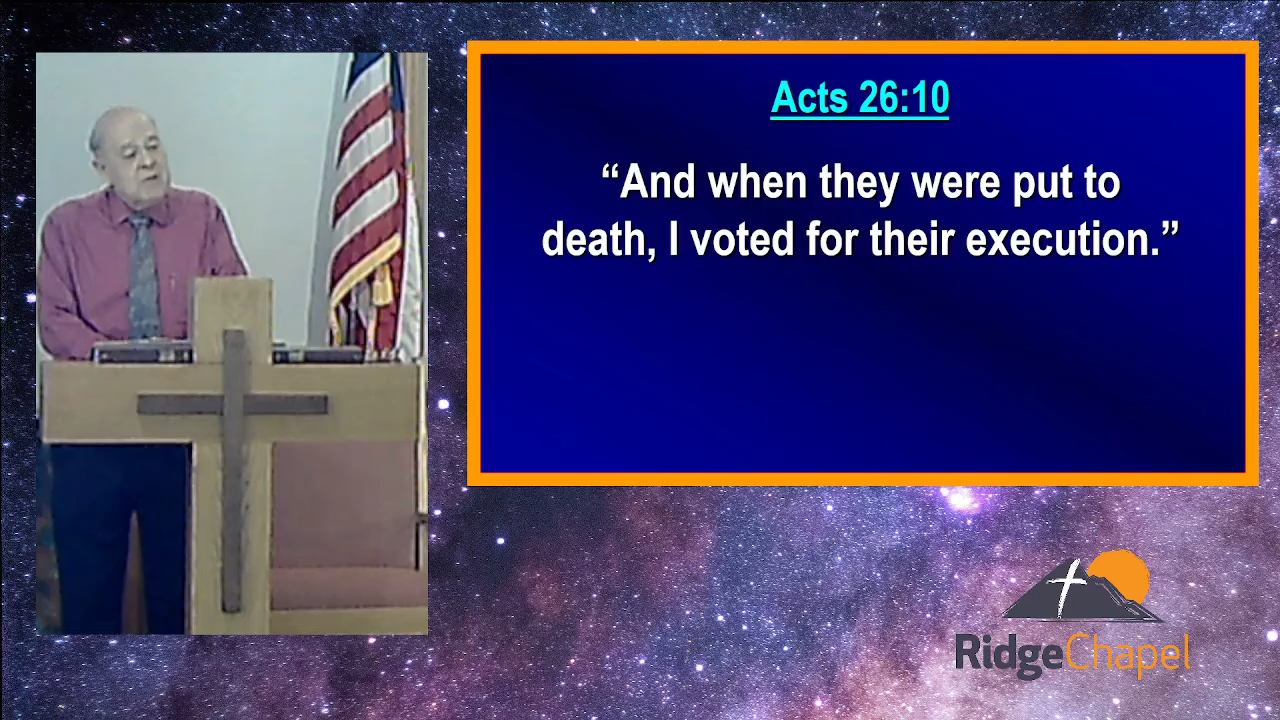 Acts 26:10
“And when they were put to
death, I voted for their execution.”
RidgeChapel